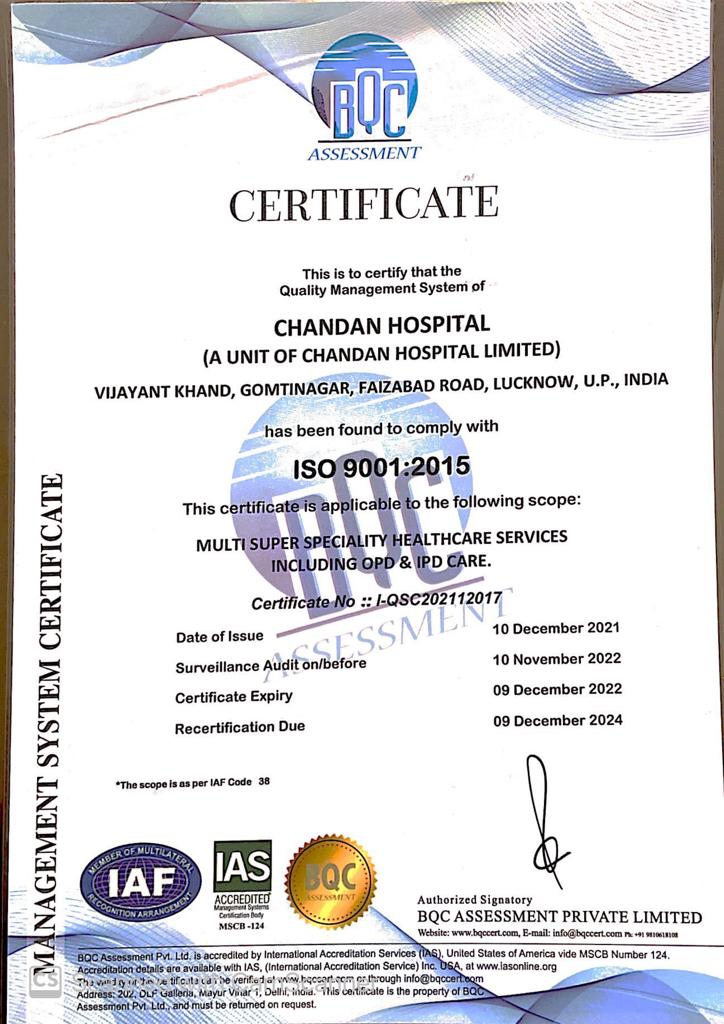 BQC
ASSESSMENT
CERTIFICATE
This is to certify that the
Quality Management System of
CHANDAN HOSPITAL
(A UNIT OF CHANDAN HOSPITAL LIMITED)
VIJAYANT KHAND, GOMTINAGAR, FAIZABAD ROAD, LUCKNOW, U.P., INDIA
has been found to comply with
ISO 9001:2015
This certificate is applicable to the following scope:
MULTI SUPER SPECIALITY HEALTHCARE SERVICES
INCLUDING OPD & IPD CARE.
Certificate No :: I-QSC202112017
BQC
ASSESSMENT
Date of Issue 10 December 2021
Surveillance Audit on/before 10 November 2022
Certificate Expiry 09 December 2022
Recertification Due 09 December 2024
*The scope is as per IAF Code 38
MANAGEMENT SYSTEM CERTIFICATE
MEMBER OF MULTILATERAL
IAF
RECOGNITION ARRANGEMENT
IAS
ACCREDITED
Management Systems
Certification Body
MSCB -124
BQC
ASSESSMENT
Authorized Signatory
BQC ASSESSMENT PRIVATE LIMITED
Website: www.bqccert.com, E-mail: info@bqccert.com Ph: +91 9810618108
BQC Assessment Pvt. Ltd. is accredited by International Accreditation Services (IAS), United States of America vide MSCB Number 124.
Accreditation details are available with IAS, (International Accreditation Service) Inc. USA, at www.iasonline.org
The validity of the certificate can be verified at www.bqccert.com or through info@bqccert.com
Address: 202, DLF Galleria, Mayur Vihar 1, Delhi, India. This certificate is the property of BQC
Assessment Pvt. Ltd., and must be returned on request.
CS